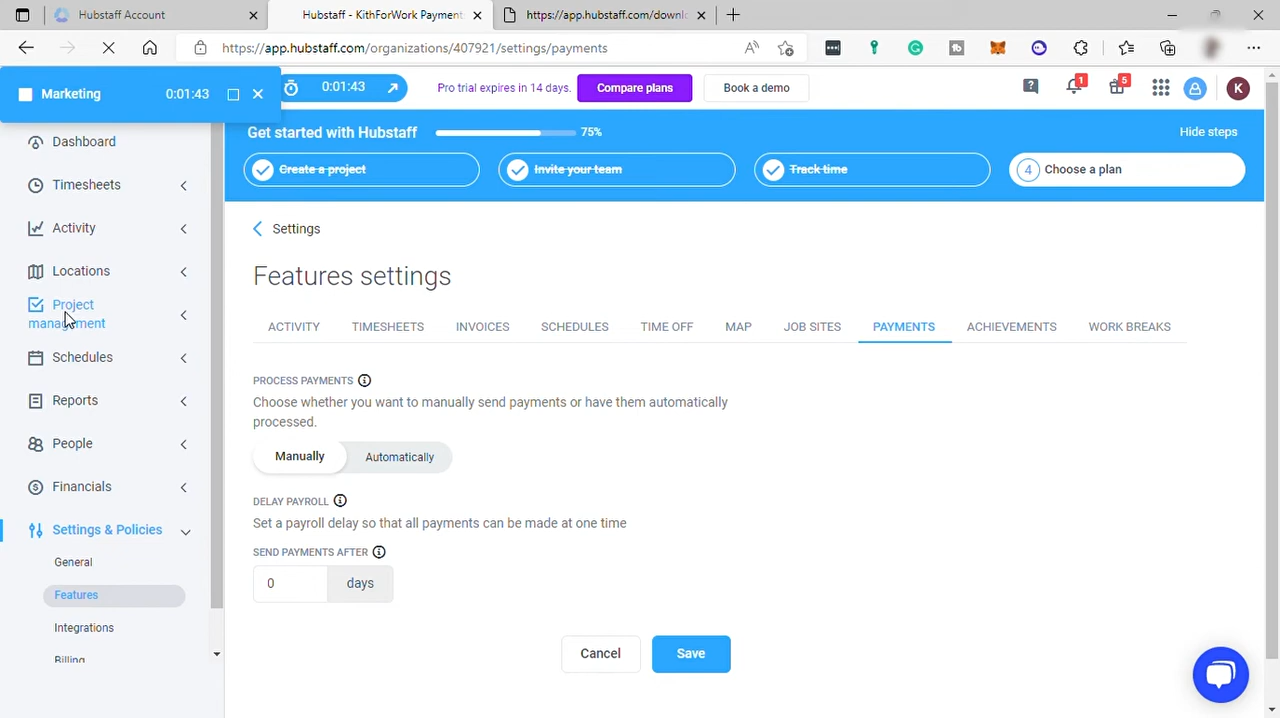 Hubstaff Account
Hubstaff - KithForWork Payment
https://app.hubstaff.com/downl
https://app.hubstaff.com/organizations/407921/settings/payments
Marketing 0:01:43
0:01:43
Pro trial expires in 14 days.
Compare plans
Book a demo
1
5
K
Get started with Hubstaff
75%
Hide steps
Create a project
Invite your team
Track time
4 Choose a plan
Dashboard
Timesheets
Activity
Locations
Project
management
Schedules
Reports
People
Financials
Settings & Policies
General
Features
Integrations
Billing
Settings
Features settings
ACTIVITY TIMESHEETS INVOICES SCHEDULES TIME OFF MAP JOB SITES PAYMENTS ACHIEVEMENTS WORK BREAKS
PROCESS PAYMENTS
Choose whether you want to manually send payments or have them automatically
processed.
Manually Automatically
DELAY PAYROLL
Set a payroll delay so that all payments can be made at one time
SEND PAYMENTS AFTER
0 days
Cancel Save